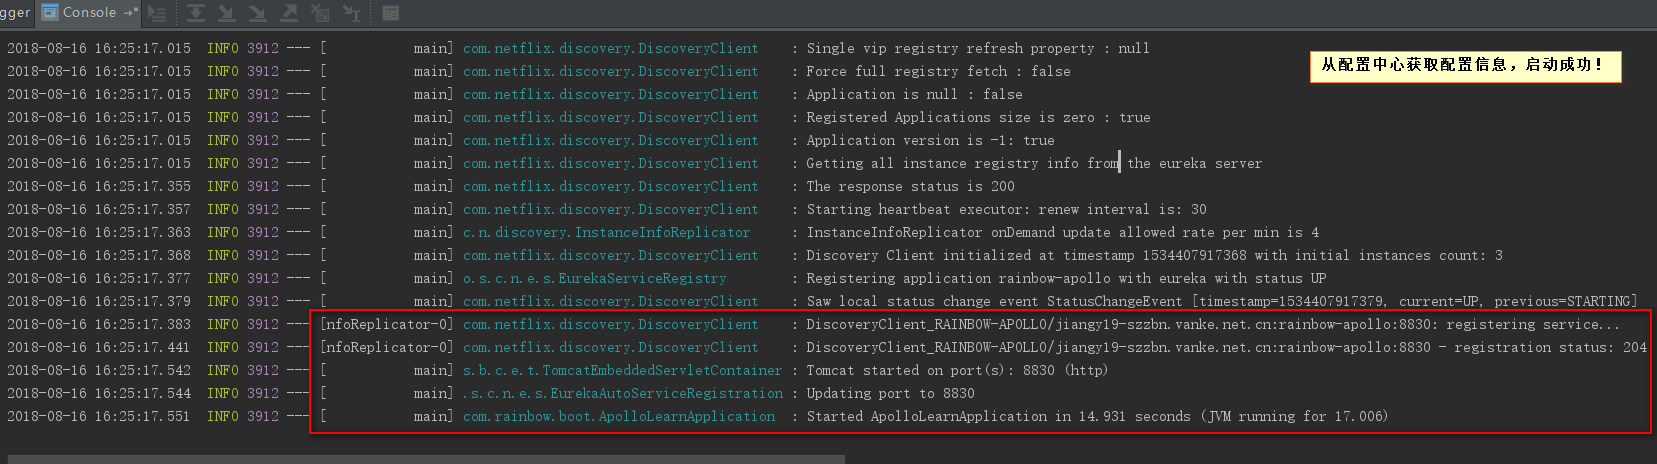 gger Console
2018-08-16 16:25:17.015 INFO 3912 --- [ main] com.netflix.discovery.DiscoveryClient : Single vip registry refresh property : null
从配置中心获取配置信息，启动成功！
2018-08-16 16:25:17.015 INFO 3912 --- [ main] com.netflix.discovery.DiscoveryClient : Force full registry fetch : false
2018-08-16 16:25:17.015 INFO 3912 --- [ main] com.netflix.discovery.DiscoveryClient : Application is null : false
2018-08-16 16:25:17.015 INFO 3912 --- [ main] com.netflix.discovery.DiscoveryClient : Registered Applications size is zero : true
2018-08-16 16:25:17.015 INFO 3912 --- [ main] com.netflix.discovery.DiscoveryClient : Application version is -1: true
2018-08-16 16:25:17.015 INFO 3912 --- [ main] com.netflix.discovery.DiscoveryClient : Getting all instance registry info from the eureka server
2018-08-16 16:25:17.355 INFO 3912 --- [ main] com.netflix.discovery.DiscoveryClient : The response status is 200
2018-08-16 16:25:17.357 INFO 3912 --- [ main] com.netflix.discovery.DiscoveryClient : Starting heartbeat executor: renew interval is: 30
2018-08-16 16:25:17.363 INFO 3912 --- [ main] c.n.discovery.InstanceInfoReplicator : InstanceInfoReplicator onDemand update allowed rate per min is 4
2018-08-16 16:25:17.368 INFO 3912 --- [ main] com.netflix.discovery.DiscoveryClient : Discovery Client initialized at timestamp 1534407917368 with initial instances count: 3
2018-08-16 16:25:17.377 INFO 3912 --- [ main] o.s.c.n.e.s.EurekaServiceRegistry : Registering application rainbow-apollo with eureka with status UP
2018-08-16 16:25:17.379 INFO 3912 --- [ main] com.netflix.discovery.DiscoveryClient : Saw local status change event StatusChangeEvent [timestamp=1534407917379, current=UP, previous=STARTING]
2018-08-16 16:25:17.383 INFO 3912 --- [nfoReplicator-0] com.netflix.discovery.DiscoveryClient : DiscoveryClient_RAINBOW-APOLLO/jiangy19-szzbn.vanke.net.cn:rainbow-apollo:8830: registering service...
2018-08-16 16:25:17.441 INFO 3912 --- [nfoReplicator-0] com.netflix.discovery.DiscoveryClient : DiscoveryClient_RAINBOW-APOLLO/jiangy19-szzbn.vanke.net.cn:rainbow-apollo:8830 - registration status: 204
2018-08-16 16:25:17.542 INFO 3912 --- [ main] s.b.c.e.t.TomcatEmbeddedServletContainer : Tomcat started on port(s): 8830 (http)
2018-08-16 16:25:17.544 INFO 3912 --- [ main] .s.c.n.e.s.EurekaAutoServiceRegistration : Updating port to 8830
2018-08-16 16:25:17.551 INFO 3912 --- [ main] com.rainbow.boot.ApolloLearnApplication : Started ApolloLearnApplication in 14.931 seconds (JVM running for 17.006)